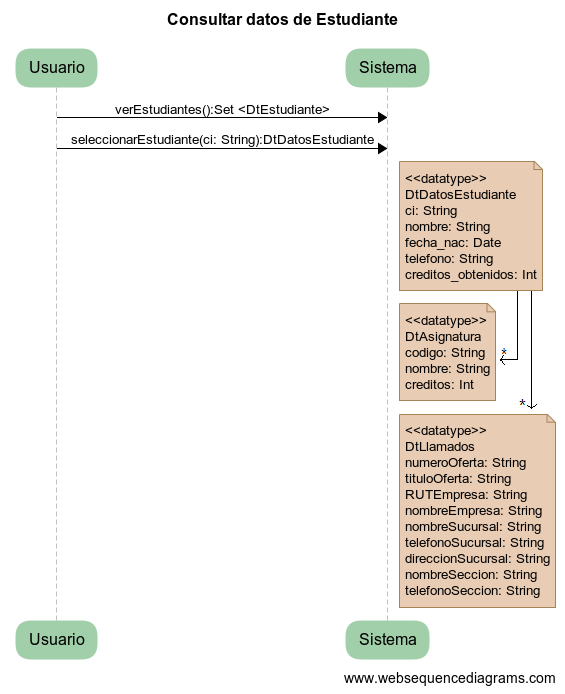 Consultar datos de Estudiante
Usuario
Sistema
verEstudiantes():Set <DtEstudiante>
seleccionarEstudiante(ci: String):DtDatosEstudiante
<<datatype>>
DtDatosEstudiante
ci: String
nombre: String
fecha_nac: Date
telefono: String
creditos_obtenidos: Int
<<datatype>>
DtAsignatura
codigo: String
nombre: String
creditos: Int
*
*
<<datatype>>
DtLlamados
numeroOferta: String
tituloOferta: String
RUTEmpresa: String
nombreEmpresa: String
nombreSucursal: String
telefonoSucursal: String
direccionSucursal: String
nombreSeccion: String
telefonoSeccion: String
Usuario
Sistema
www.websequencediagrams.com